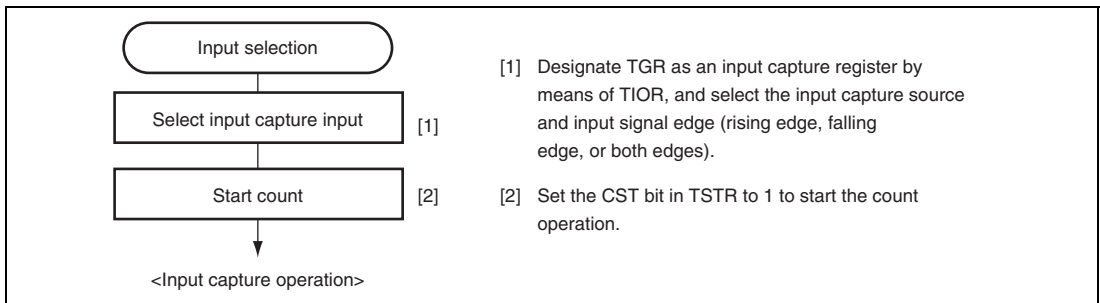 Input selection
Select input capture input
[1]
Start count
[2]
<Input capture operation>
[1] Designate TGR as an input capture register by
means of TIOR, and select the input capture source
and input signal edge (rising edge, falling
edge, or both edges).
[2] Set the CST bit in TSTR to 1 to start the count
operation.